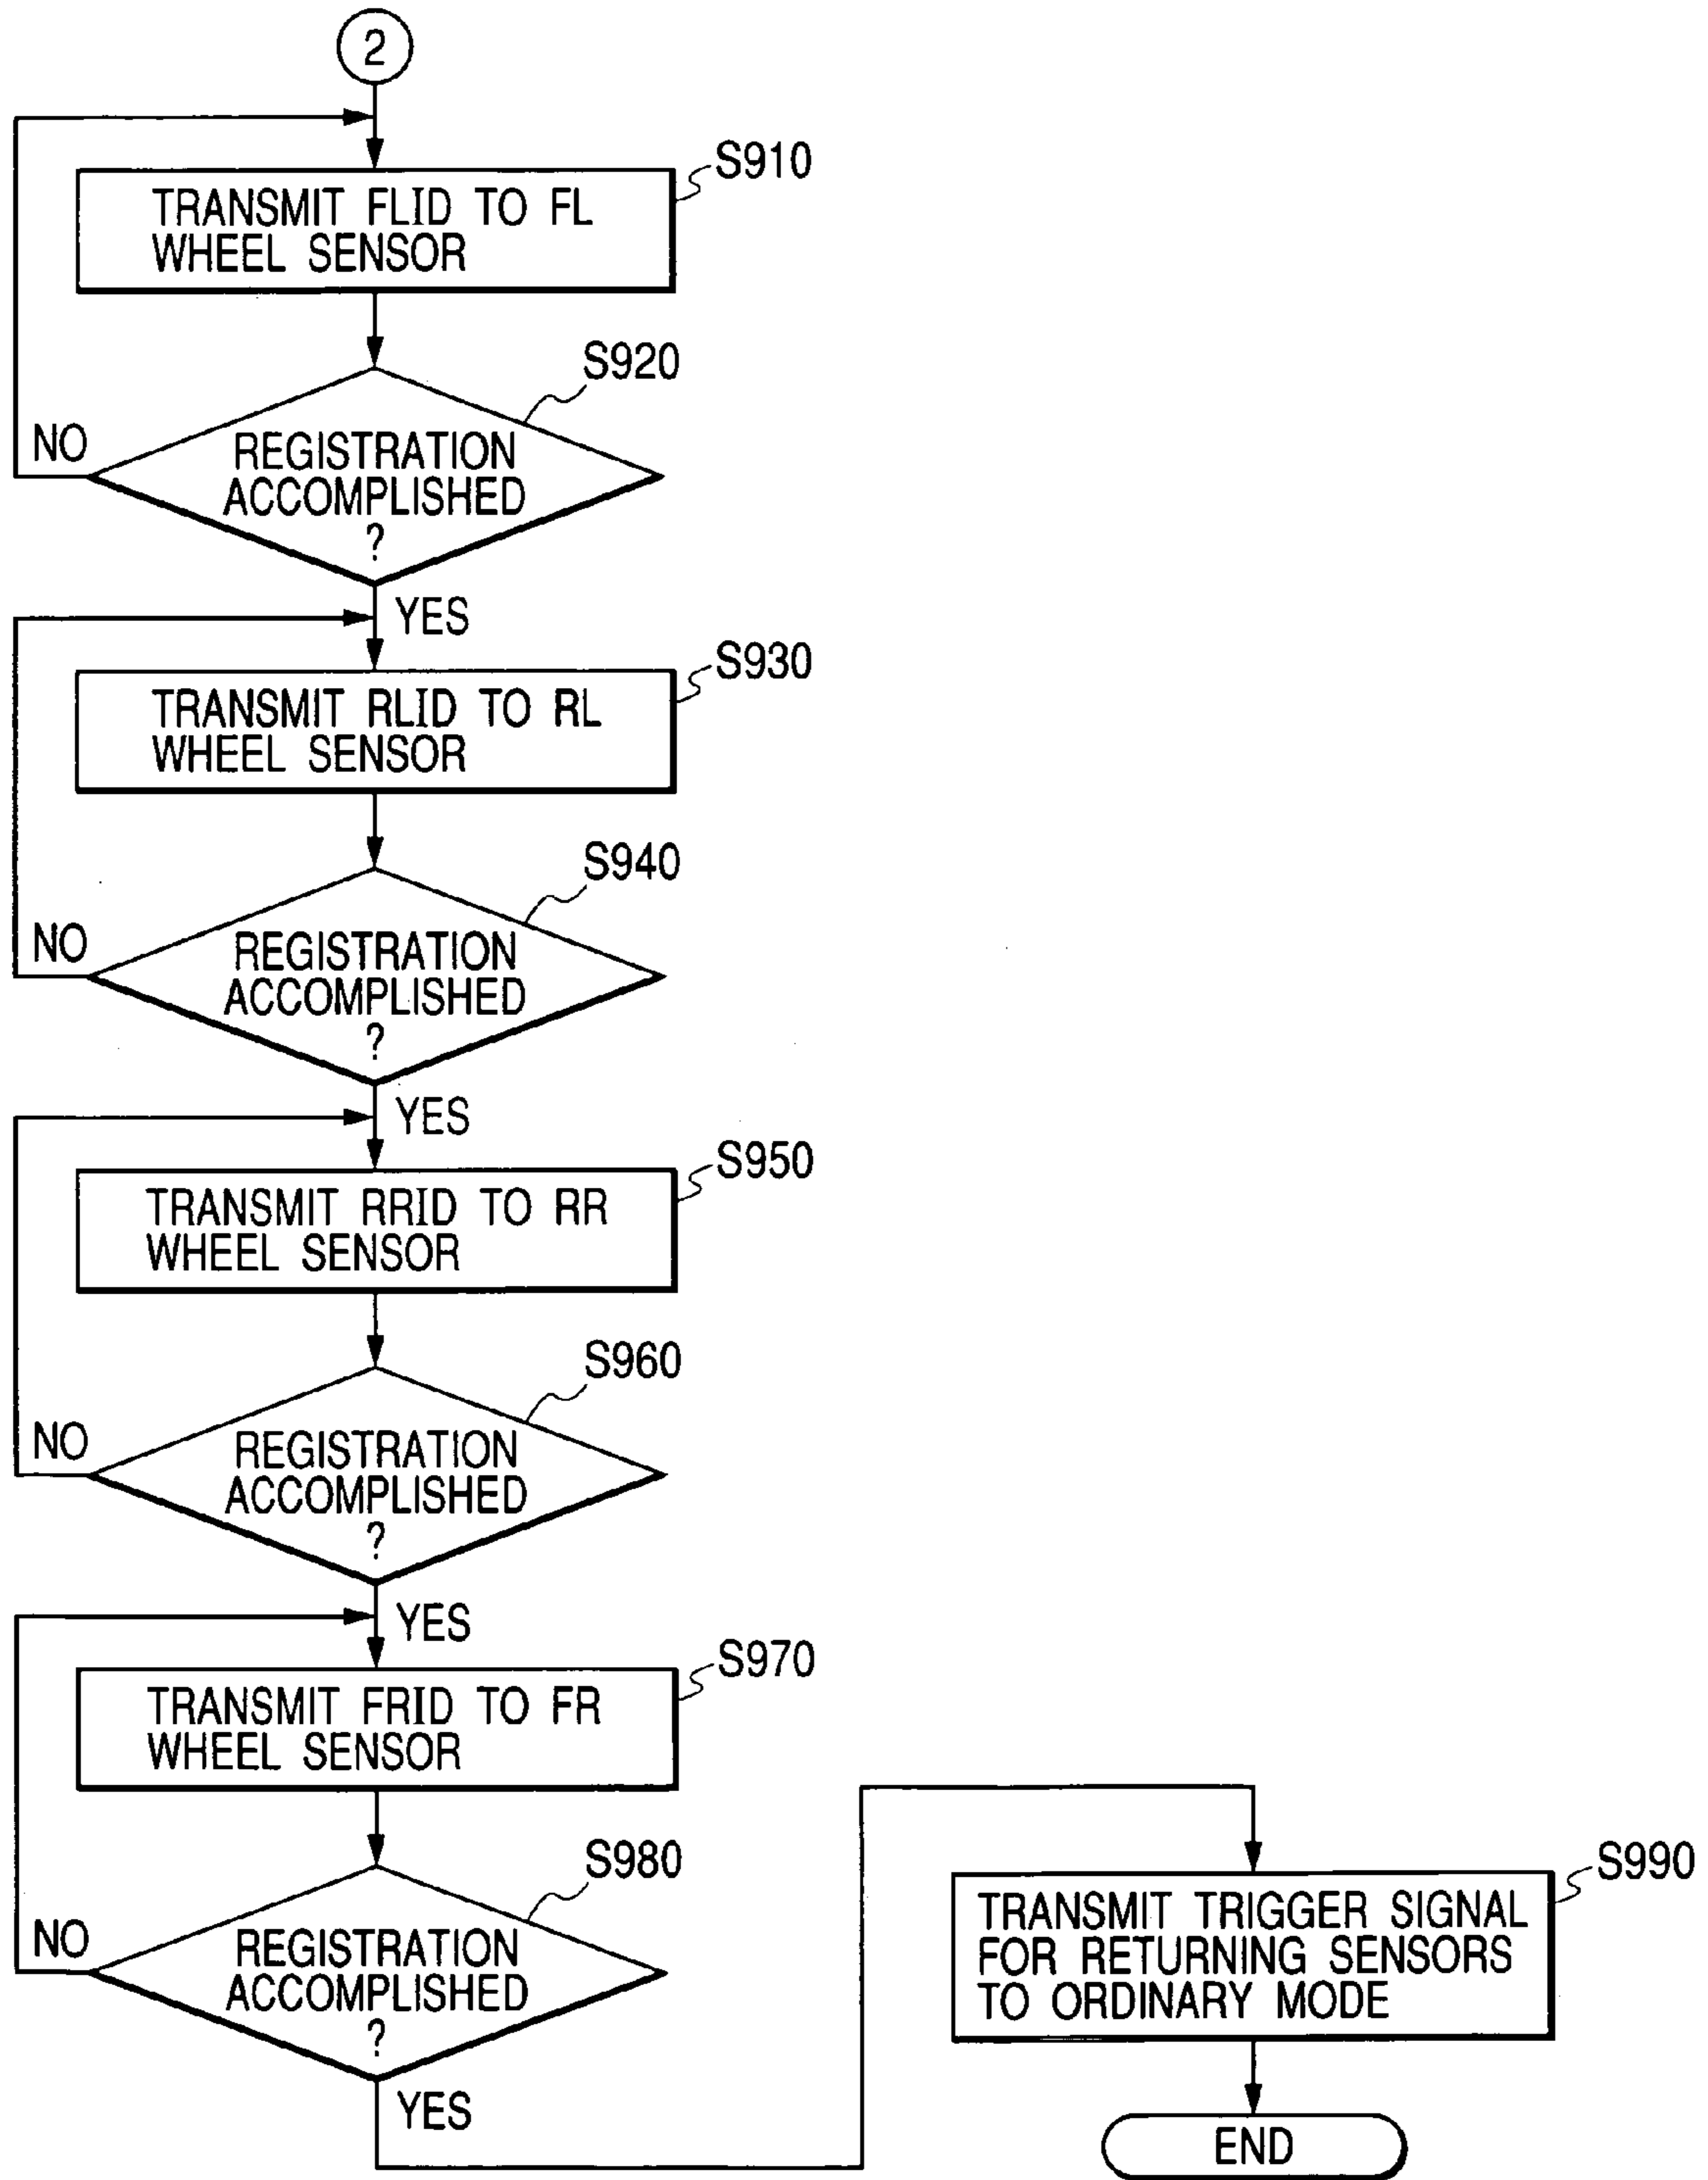 2
S910
TRANSMIT FLID TO FL
WHEEL SENSOR
S920
NO
REGISTRATION
ACCOMPLISHED
?
YES
S930
TRANSMIT RLID TO RL
WHEEL SENSOR
S940
NO
REGISTRATION
ACCOMPLISHED
?
YES
S950
TRANSMIT RRID TO RR
WHEEL SENSOR
S960
NO
REGISTRATION
ACCOMPLISHED
?
YES
S970
TRANSMIT FRID TO FR
WHEEL SENSOR
S980
NO
REGISTRATION
ACCOMPLISHED
?
YES
S990
TRANSMIT TRIGGER SIGNAL
FOR RETURNING SENSORS
TO ORDINARY MODE
END